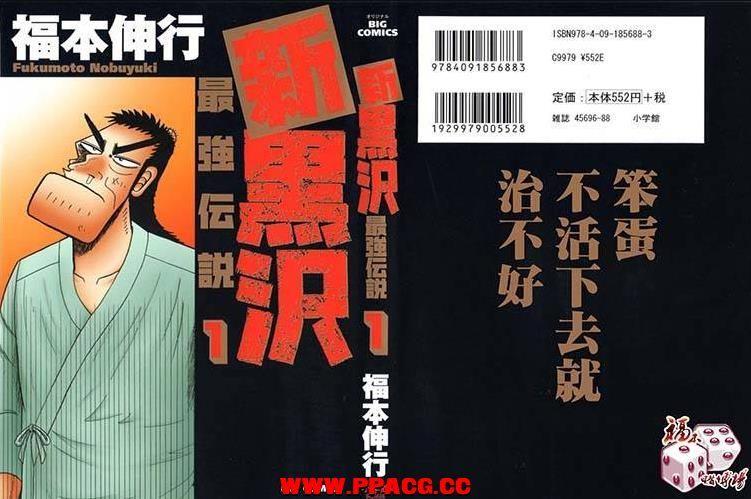 福本伸行
Fukumoto Nobuyuki
最強伝説
1
新黒沢
オリジナル
BIG
COMICS
新黒沢
最強伝説
1
福本伸行
9784091856883
1929979005528
ISBN978-4-09-185688-3
C9979 ¥552E
定価：本体552円＋税
雑誌 45696-88
小学館
笨蛋
不活下去就
治不好
WWW.PPACG.CC